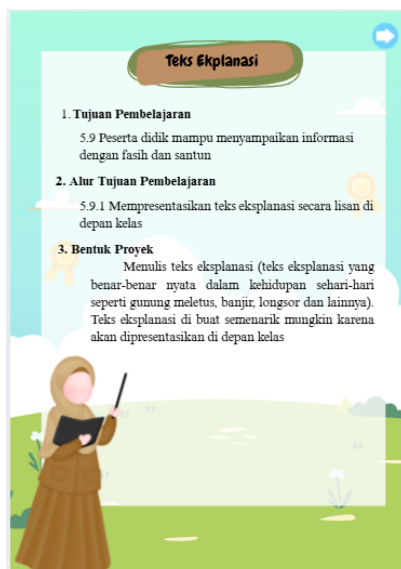 Teks Ekplanasi
1. Tujuan Pembelajaran
5.9 Peserta didik mampu menyampaikan informasi
dengan fasih dan santun
2. Alur Tujuan Pembelajaran
5.9.1 Mempresentasikan teks eksplanasi secara lisan di
depan kelas
3. Bentuk Proyek
Menulis teks eksplanasi (teks eksplanasi yang
benar-benar nyata dalam kehidupan sehari-hari
seperti gunung meletus, banjir, longsor dan lainnya).
Teks eksplanasi di buat semenarik mungkin karena
akan dipresentasikan di depan kelas